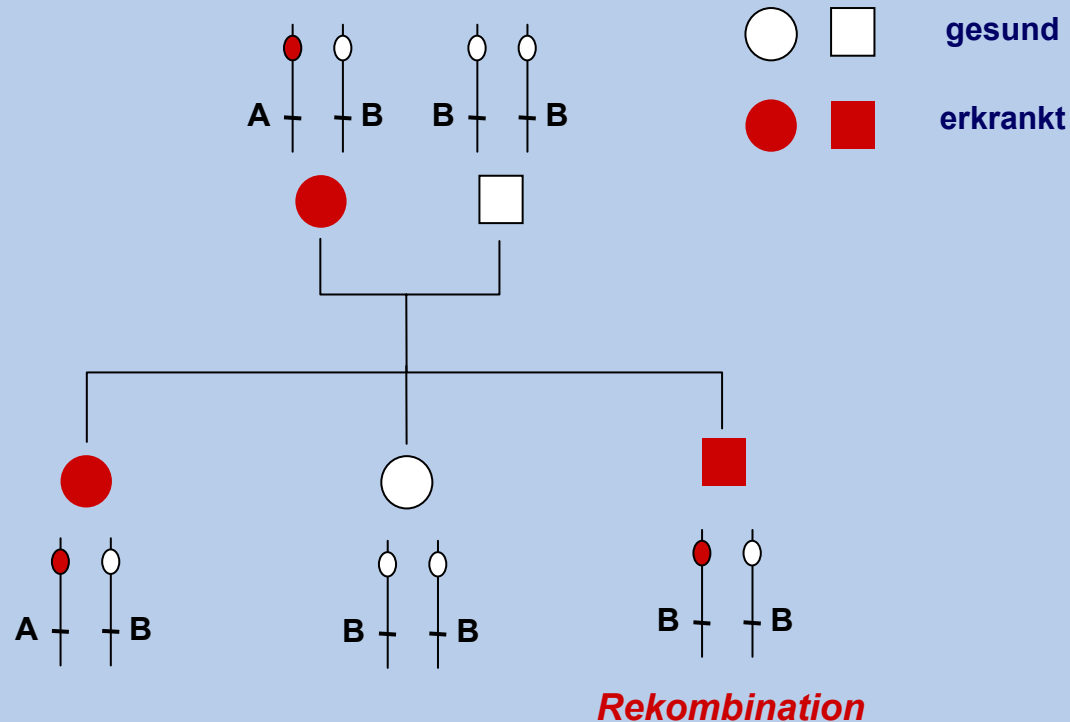 gesund
A B B B
erkrankt
A B B B B B
Rekombination